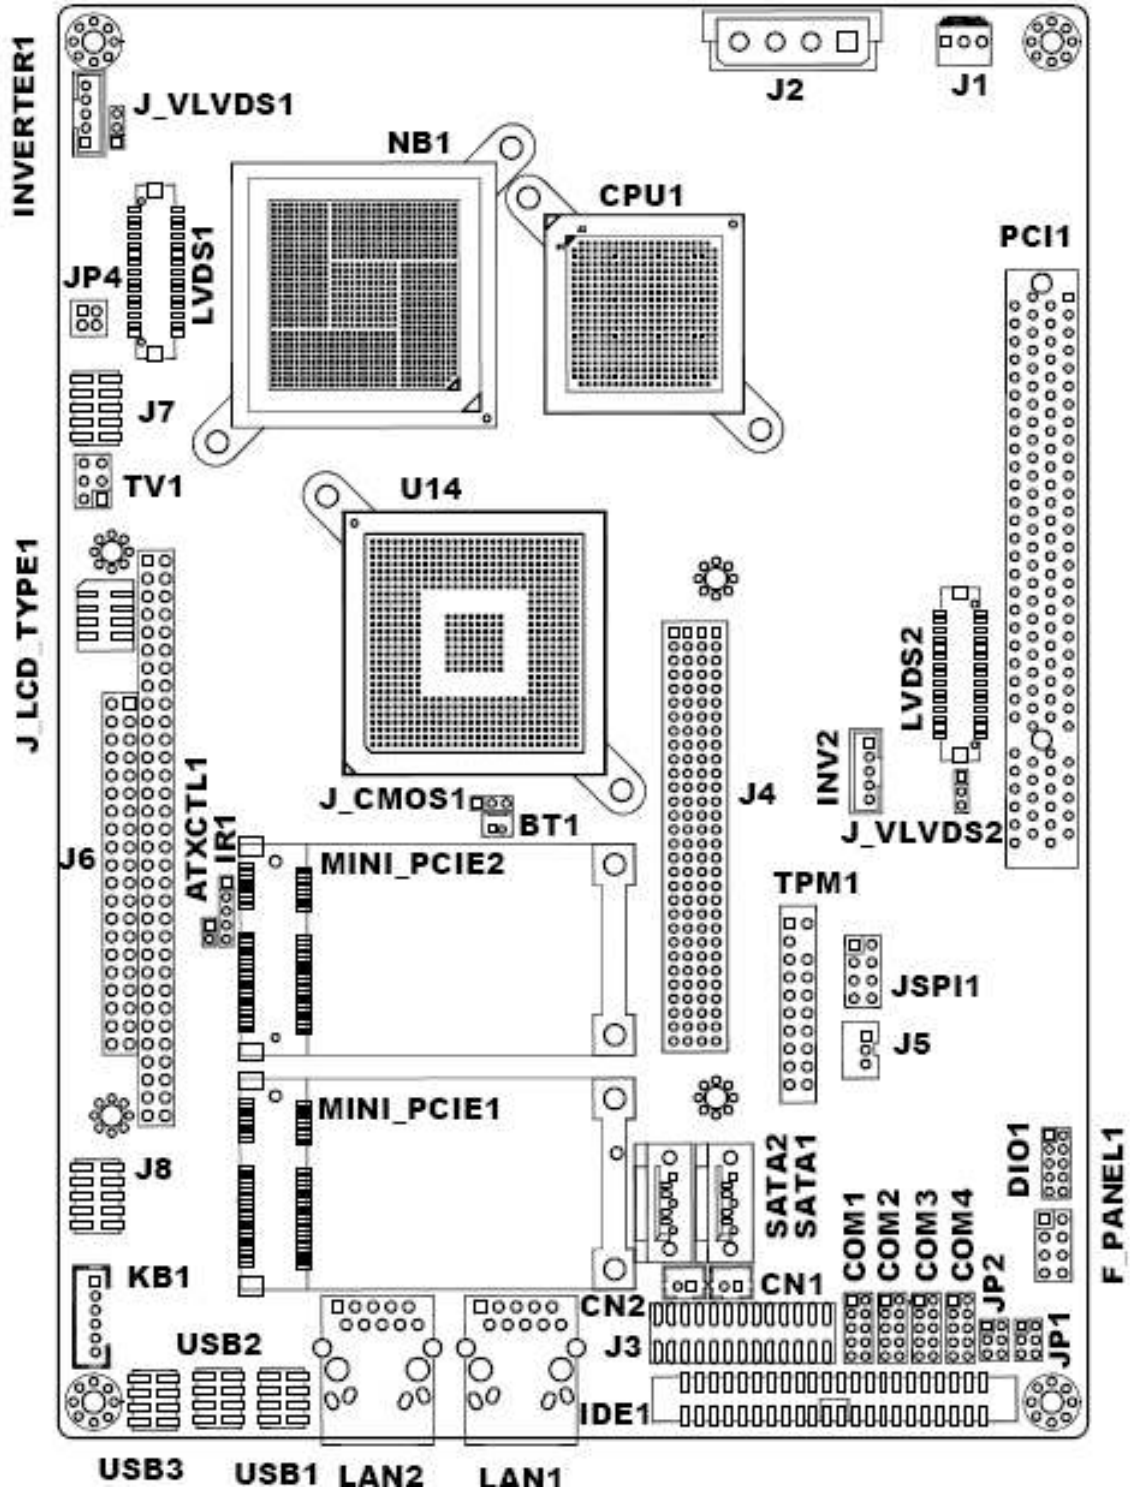 INVERTER1
J_VLVDS1
J2
J1
NB1
CPU1
PCI1
LVDS1
JP4
J7
TV1
U14
J_LCD_TYPE1
LVDS2
INV2
J4
J_CMOS1
BT1
J_VLVDS2
ATXCTL1
IR1
J6
MINI_PCIE2
TPM1
JSPI1
J5
MINI_PCIE1
J8
SATA2
SATA1
DIO1
F_PANEL1
COM1
COM2
COM3
COM4
KB1
CN2
CN1
JP2
JP1
USB2
J3
IDE1
USB3
USB1
LAN2
LAN1